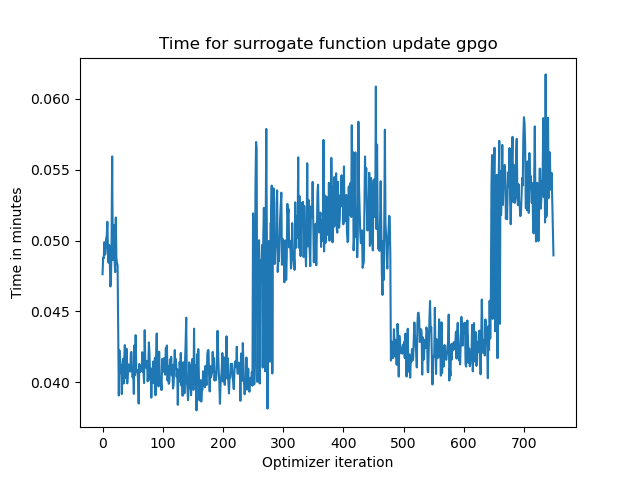 Time for surrogate function update gpgo
0.060
0.055
0.050
0.045
0.040
Time in minutes
0 100 200 300 400 500 600 700
Optimizer iteration